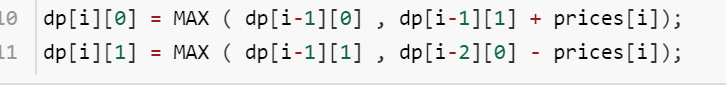 10 dp[i][0] = MAX ( dp[i-1][0] , dp[i-1][1] + prices[i]);
11 dp[i][1] = MAX ( dp[i-1][1] , dp[i-2][0] - prices[i]);